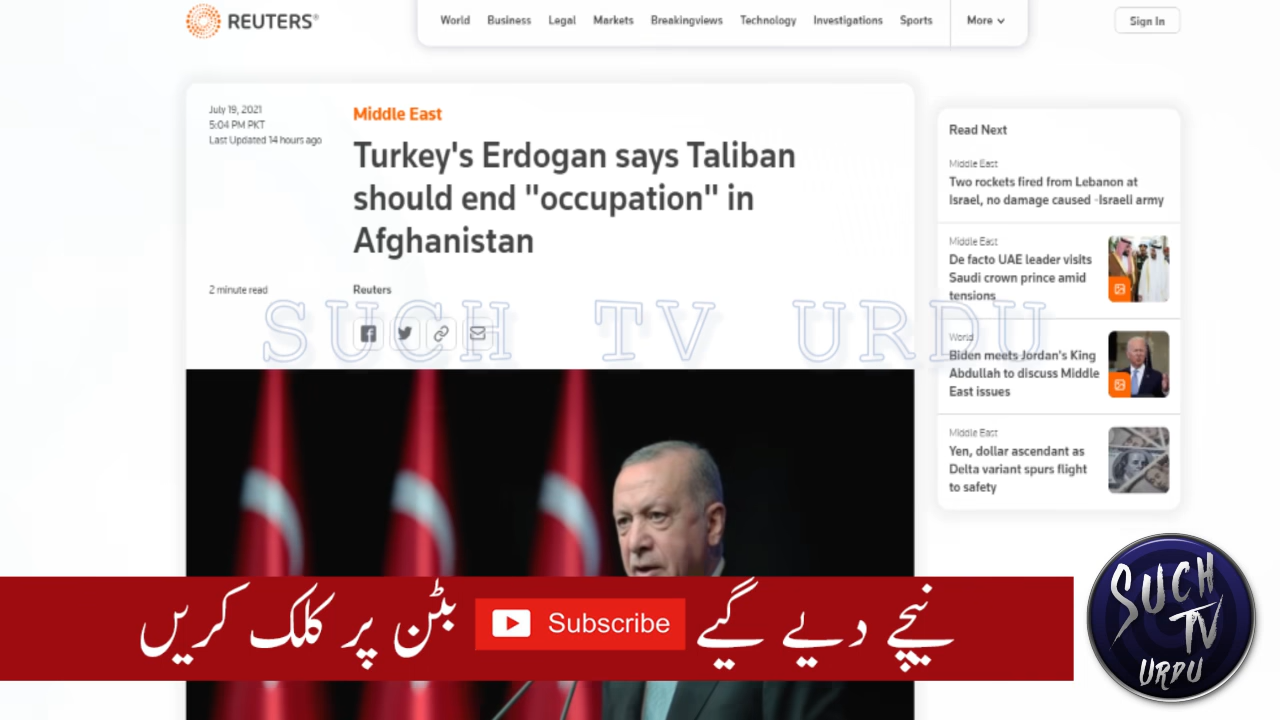 REUTERS®
World Business Legal Markets Breakingviews Technology Investigations Sports More
Sign In
July 19, 2021
5:04 PM PKT
Last Updated 14 hours ago
Middle East
Turkey's Erdogan says Taliban
should end "occupation" in
Afghanistan
2 minute read
Reuters
SUCH TV URDU
Read Next
Middle East
Two rockets fired from Lebanon at
Israel, no damage caused -Israeli army
Middle East
De facto UAE leader visits
Saudi crown prince amid
tensions
World
Biden meets Jordan's King
Abdullah to discuss Middle
East issues
Middle East
Yen, dollar ascendant as
Delta variant spurs flight
to safety
نیچے دیے گیے Subscribe بٹن پر کلک کریں
SUCH
TV
URDU